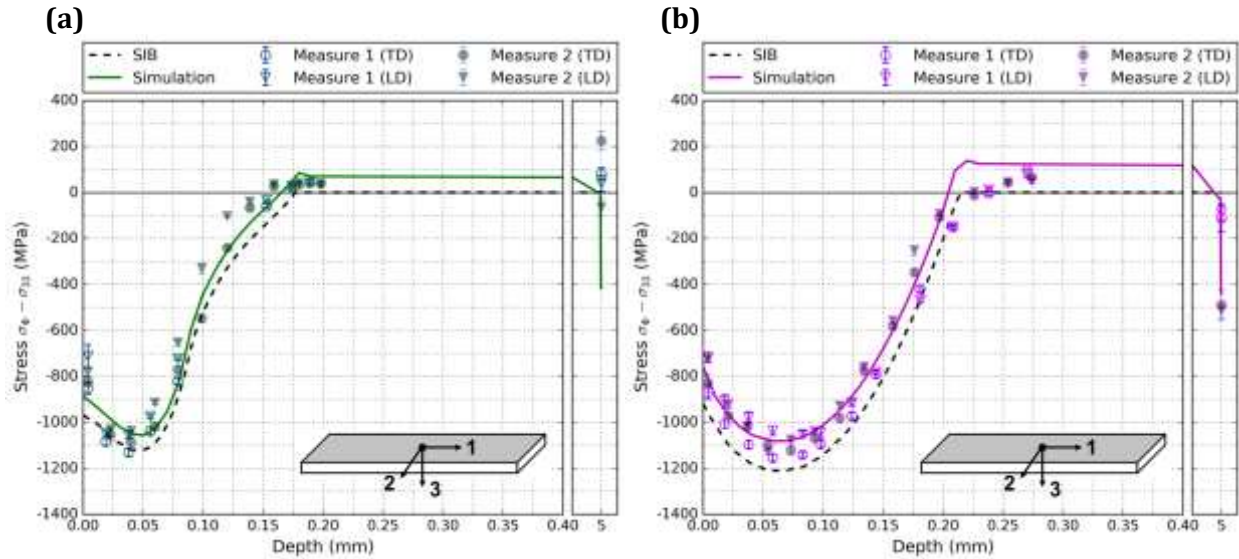 (a) (b)
SIB Measure 1 (TD) Measure 2 (TD)
Simulation Measure 1 (LD) Measure 2 (LD)
SIB Measure 1 (TD) Measure 2 (TD)
Simulation Measure 1 (LD) Measure 2 (LD)
Stress σΦ − σ33 (MPa)
400
200
0
-200
-400
-600
-800
-1000
-1200
-1400
1
2
3
0.00 0.05 0.10 0.15 0.20 0.25 0.30 0.35 0.40 5
Depth (mm)
Stress σΦ − σ33 (MPa)
400
200
0
-200
-400
-600
-800
-1000
-1200
-1400
1
2
3
0.00 0.05 0.10 0.15 0.20 0.25 0.30 0.35 0.40 5
Depth (mm)